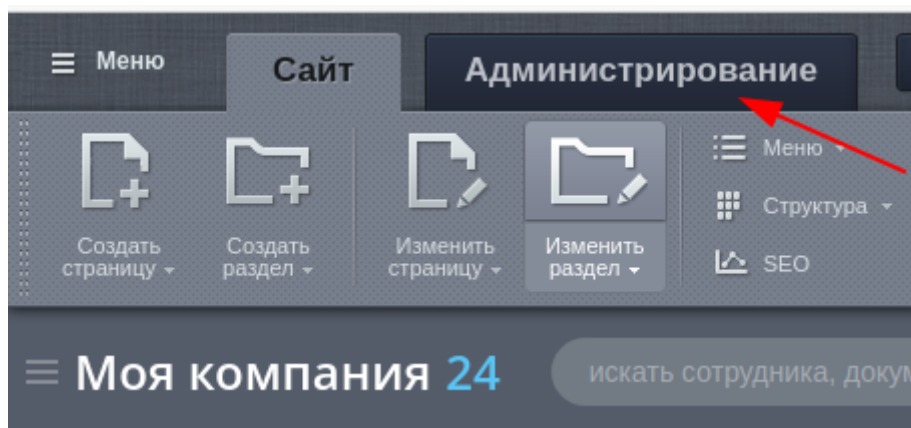 Меню
Сайт
Администрирование
Создать
страницу
Создать
раздел
Изменить
страницу
Изменить
раздел
Меню
Структура
SEO
Моя компания 24
искать сотрудника,